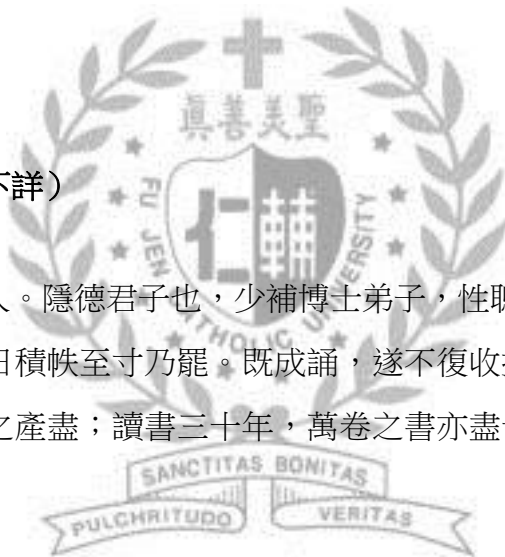 真善美聖
不詳）
FU JEN CATHOLIC UNIVERSITY
仁 輔
人。隱德君子也，少補博士弟子，性聰
日積帙至寸乃罷。既成誦，遂不復收
之產盡；讀書三十年，萬卷之書亦盡
SANCTITAS BONITAS
PULCHRITUDO VERITAS